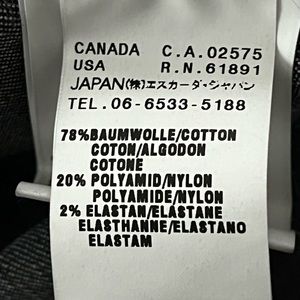 CANADA C.A.02575
USA R.N.61891
JAPAN(株)エスカーダ・ジャパン
TEL.06-6533-5188
78%BAUMWOLLE/COTTON
COTON/ALGODON
COTONE
20% POLYAMID/NYLON
POLYAMIDE/NYLON
2% ELASTAN/ELASTANE
ELASTHANNE/ELASTANO
ELASTAM